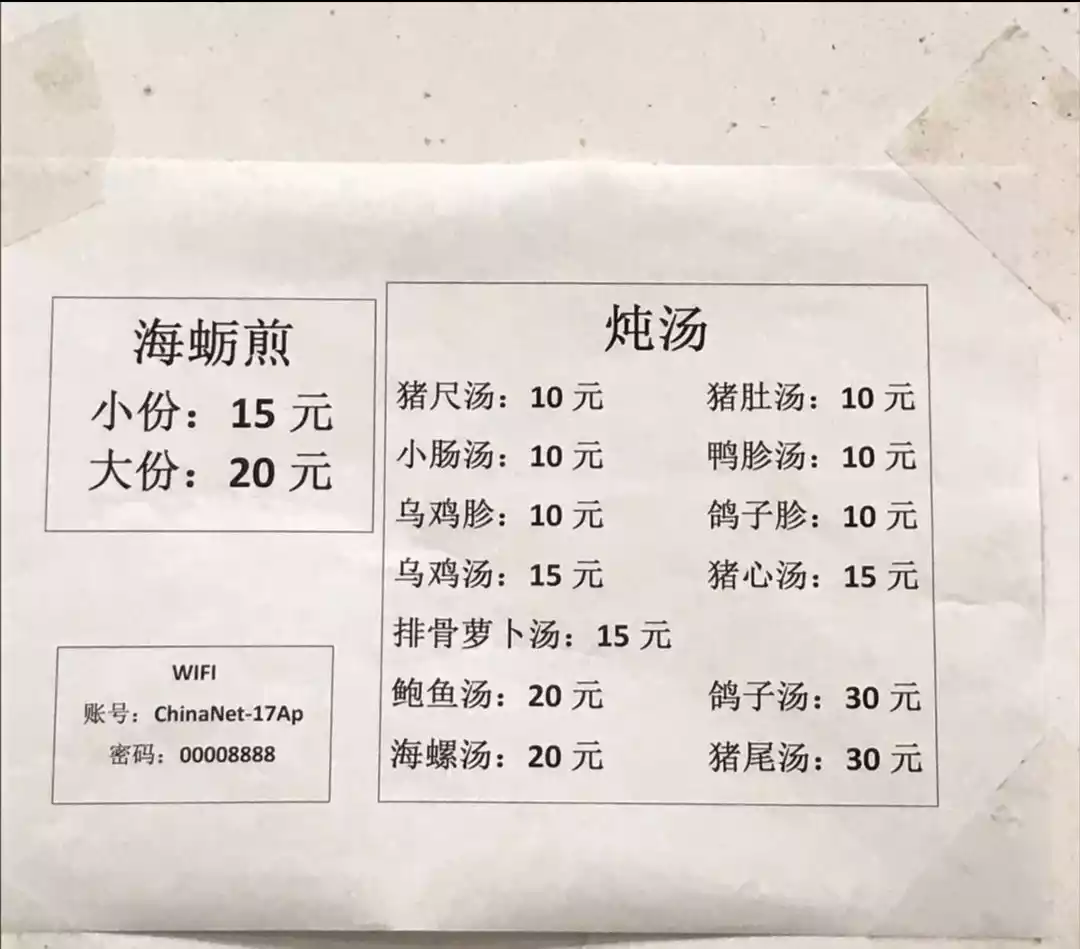 海蛎煎
小份：15 元
大份：20 元
炖汤
猪尺汤：10 元 猪肚汤：10 元
小肠汤：10 元 鸭胗汤：10 元
乌鸡胗：10 元 鸽子胗：10 元
乌鸡汤：15 元 猪心汤：15 元
排骨萝卜汤：15 元
鲍鱼汤：20 元 鸽子汤：30 元
海螺汤：20 元 猪尾汤：30 元
WIFI
账号：ChinaNet-17Ap
密码：00008888